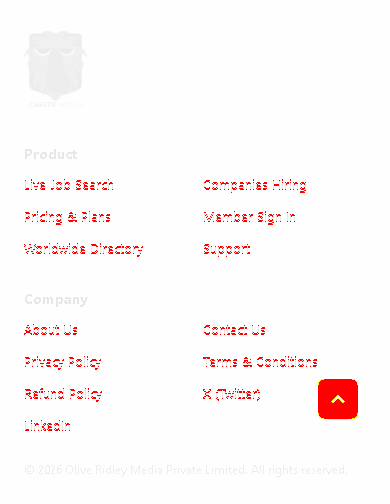 Product
Live Job Search
Companies Hiring
Pricing & Plans
Member Sign In
Worldwide Directory
Support
Company
About Us
Contact Us
Privacy Policy
Terms & Conditions
Refund Policy
X (Twitter)
LinkedIn
© 2026 Olive Ridley Media Private Limited. All rights reserved.